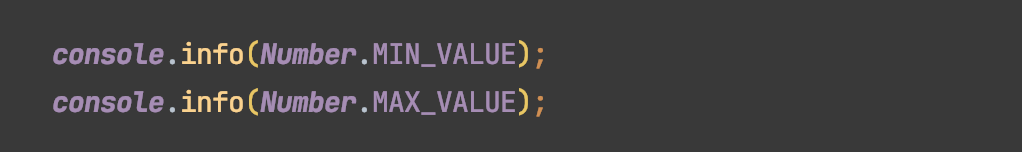 console.info(Number.MIN_VALUE);
console.info(Number.MAX_VALUE);